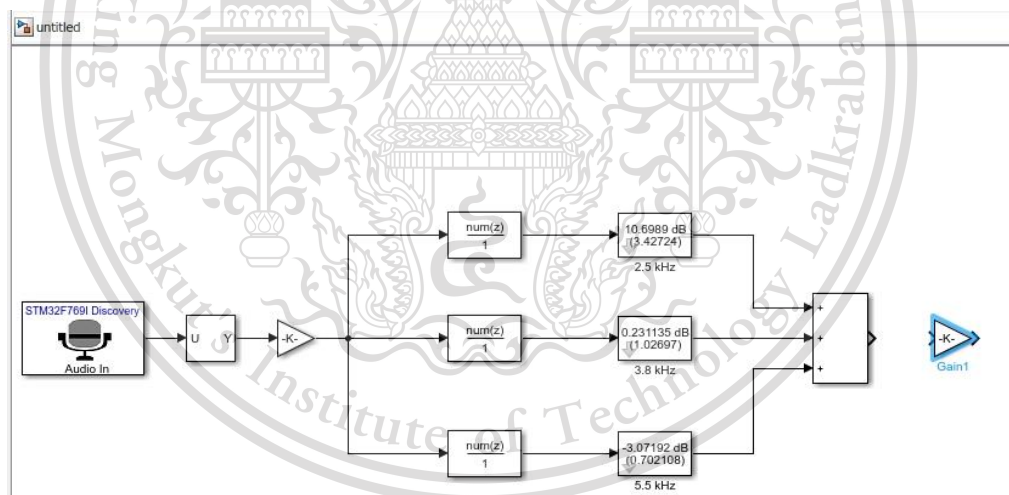 untitled
STM32F769I Discovery
Audio In
U Y
-K-
num(z)
1
10.6989 dB
(3.42724)
2.5 kHz
num(z)
1
0.231135 dB
(1.02697)
3.8 kHz
num(z)
1
-3.07192 dB
(0.702108)
5.5 kHz
+
+
+
-K-
Gain1
Mongkut's Institute of Technology Ladkrabang